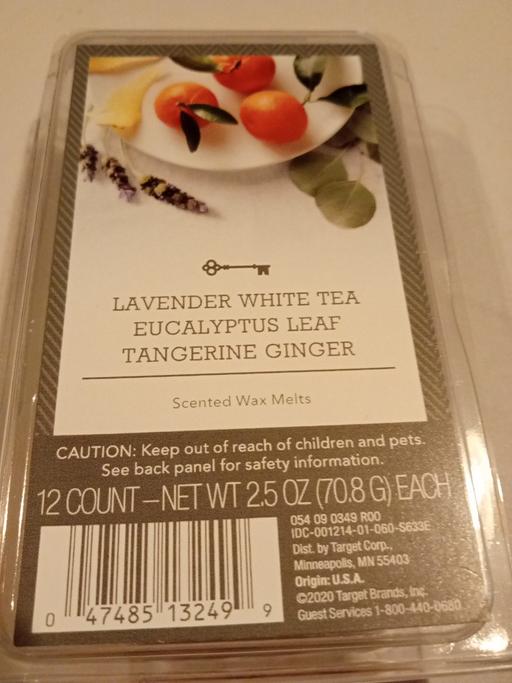 LAVENDER WHITE TEA
EUCALYPTUS LEAF
TANGERINE GINGER
Scented Wax Melts
CAUTION: Keep out of reach of children and pets.
See back panel for safety information.
12 COUNT – NET WT 2.5 OZ (70.8 G) EACH
054 09 0349 R00
IDC-001214-01-060-S633E
Dist. by Target Corp.,
Minneapolis, MN 55403
Origin: U.S.A.
©2020 Target Brands, Inc.
Guest Services 1-800-440-0680
0 47485 13249 9